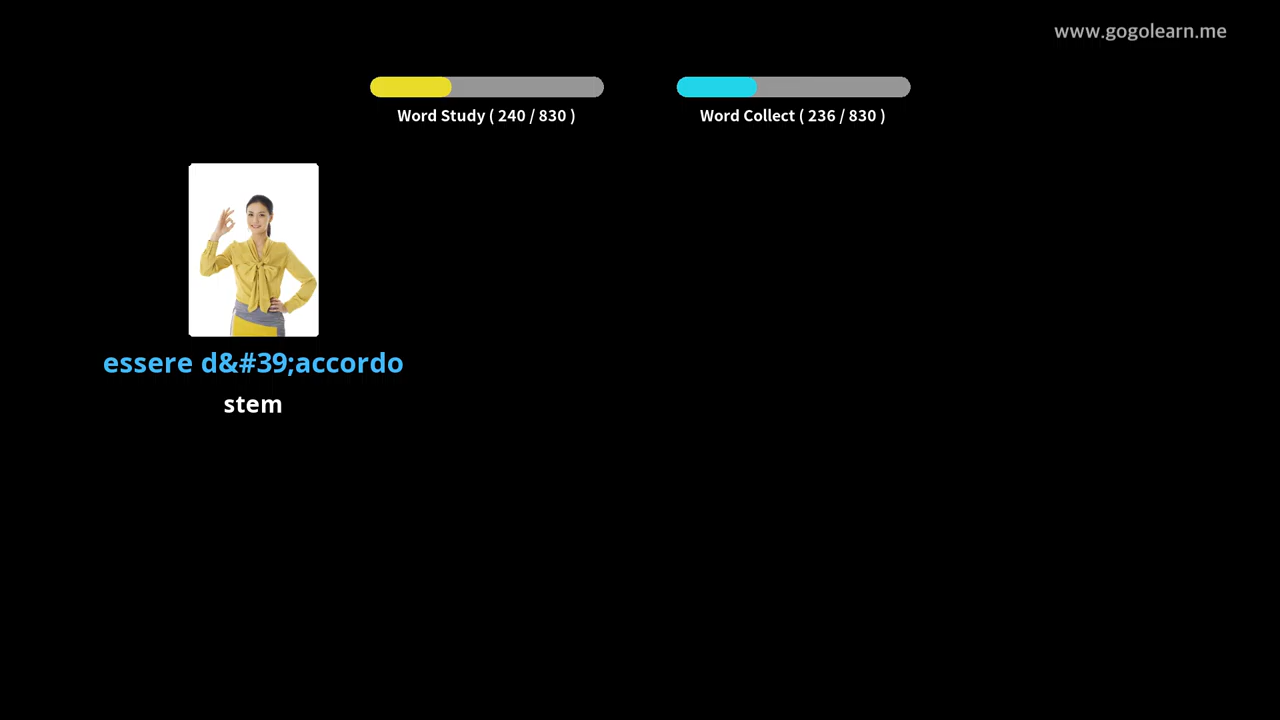 www.gogolearn.me
Word Study ( 240 / 830 )
Word Collect ( 236 / 830 )
essere d&#39;accordo
stem